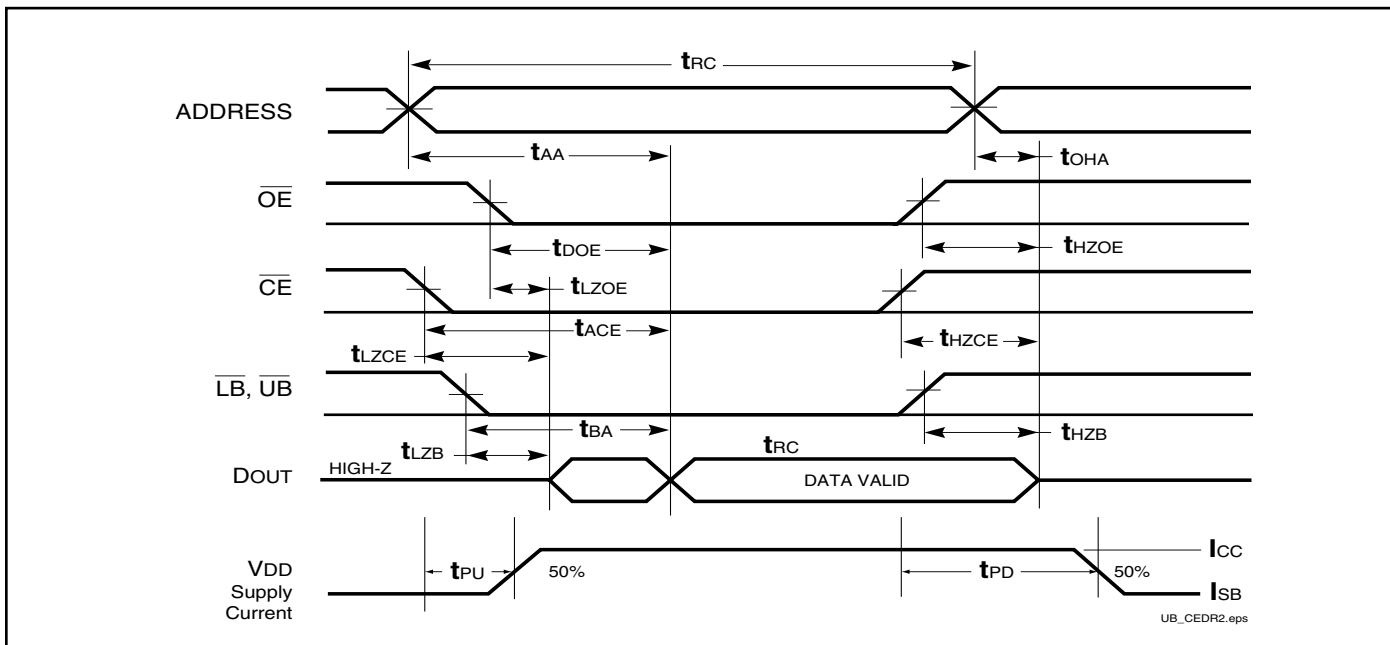 tRC
ADDRESS
tAA
tOHA
OE
tDOE
tHZOE
CE
tLZOE
tACE
tHZCE
tLZCE
LB, UB
tBA
tHZB
tLZB
tRC
DOUT
HIGH-Z
DATA VALID
ICC
VDD
Supply
Current
tPU
50%
tPD
50%
ISB
UB_CEDR2.eps